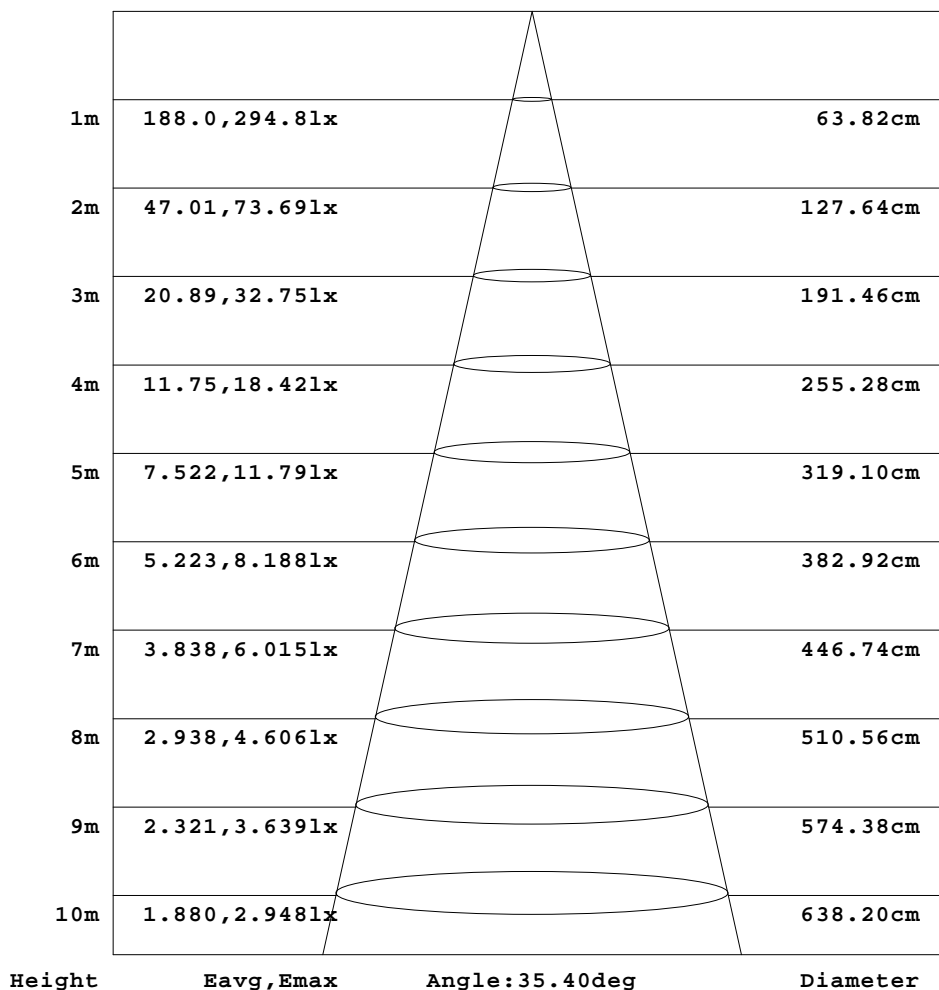 1m 188.0,294.8lx 63.82cm
2m 47.01,73.69lx 127.64cm
3m 20.89,32.75lx 191.46cm
4m 11.75,18.42lx 255.28cm
5m 7.522,11.79lx 319.10cm
6m 5.223,8.188lx 382.92cm
7m 3.838,6.015lx 446.74cm
8m 2.938,4.606lx 510.56cm
9m 2.321,3.639lx 574.38cm
10m 1.880,2.948lx 638.20cm
Height Eavg,Emax Angle:35.40deg Diameter